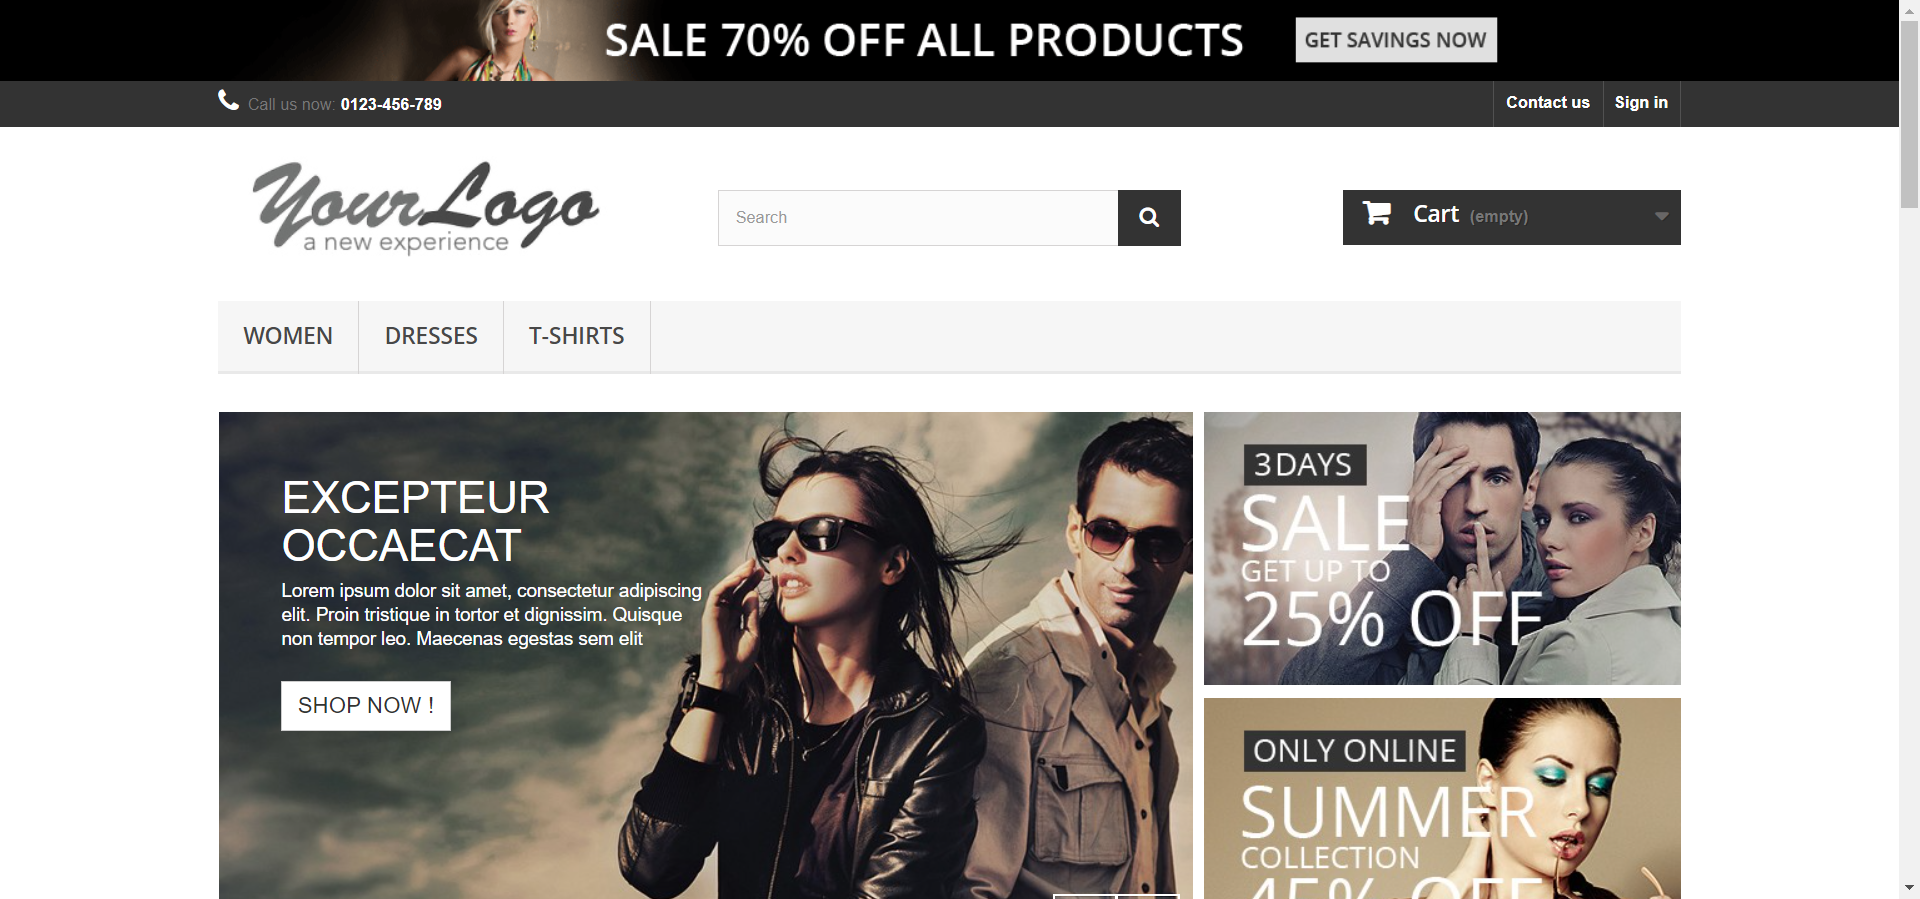 SALE 70% OFF ALL PRODUCTS
GET SAVINGS NOW
Call us now: 0123-456-789
Contact us
Sign in
YourLogo
a new experience
Search
Cart (empty)
WOMEN
DRESSES
T-SHIRTS
EXCEPTEUR
OCCAECAT
Lorem ipsum dolor sit amet, consectetur adipiscing
elit. Proin tristique in tortor et dignissim. Quisque
non tempor leo. Maecenas egestas sem elit
SHOP NOW !
3 DAYS
SALE
GET UP TO
25% OFF
ONLY ONLINE
SUMMER
COLLECTION
45% OFF